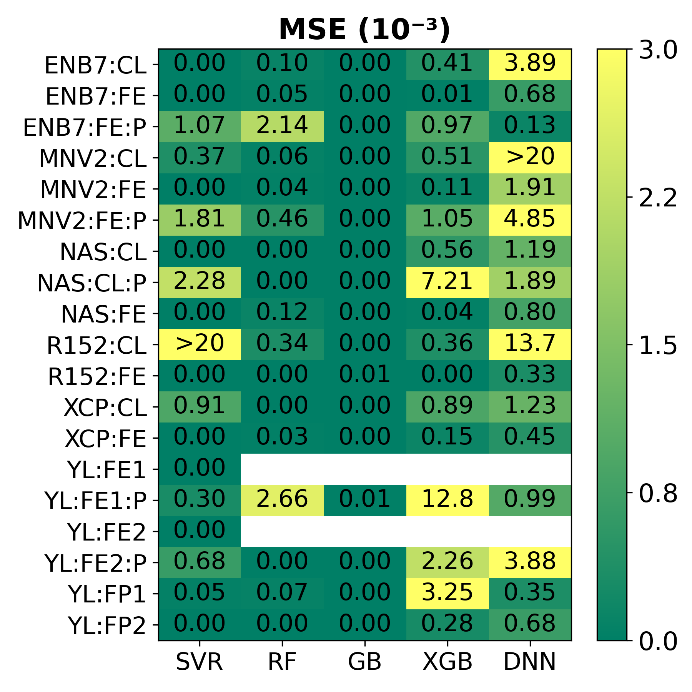 MSE (10⁻³)
ENB7:CL 0.00 0.10 0.00 0.41 3.89
ENB7:FE 0.00 0.05 0.00 0.01 0.68
ENB7:FE:P 1.07 2.14 0.00 0.97 0.13
MNV2:CL 0.37 0.06 0.00 0.51 >20
MNV2:FE 0.00 0.04 0.00 0.11 1.91
MNV2:FE:P 1.81 0.46 0.00 1.05 4.85
NAS:CL 0.00 0.00 0.00 0.56 1.19
NAS:CL:P 2.28 0.00 0.00 7.21 1.89
NAS:FE 0.00 0.12 0.00 0.04 0.80
R152:CL >20 0.34 0.00 0.36 13.7
R152:FE 0.00 0.00 0.01 0.00 0.33
XCP:CL 0.91 0.00 0.00 0.89 1.23
XCP:FE 0.00 0.03 0.00 0.15 0.45
YL:FE1 0.00
YL:FE1:P 0.30 2.66 0.01 12.8 0.99
YL:FE2 0.00
YL:FE2:P 0.68 0.00 0.00 2.26 3.88
YL:FP1 0.05 0.07 0.00 3.25 0.35
YL:FP2 0.00 0.00 0.00 0.28 0.68
SVR RF GB XGB DNN
3.0
2.2
1.5
0.8
0.0